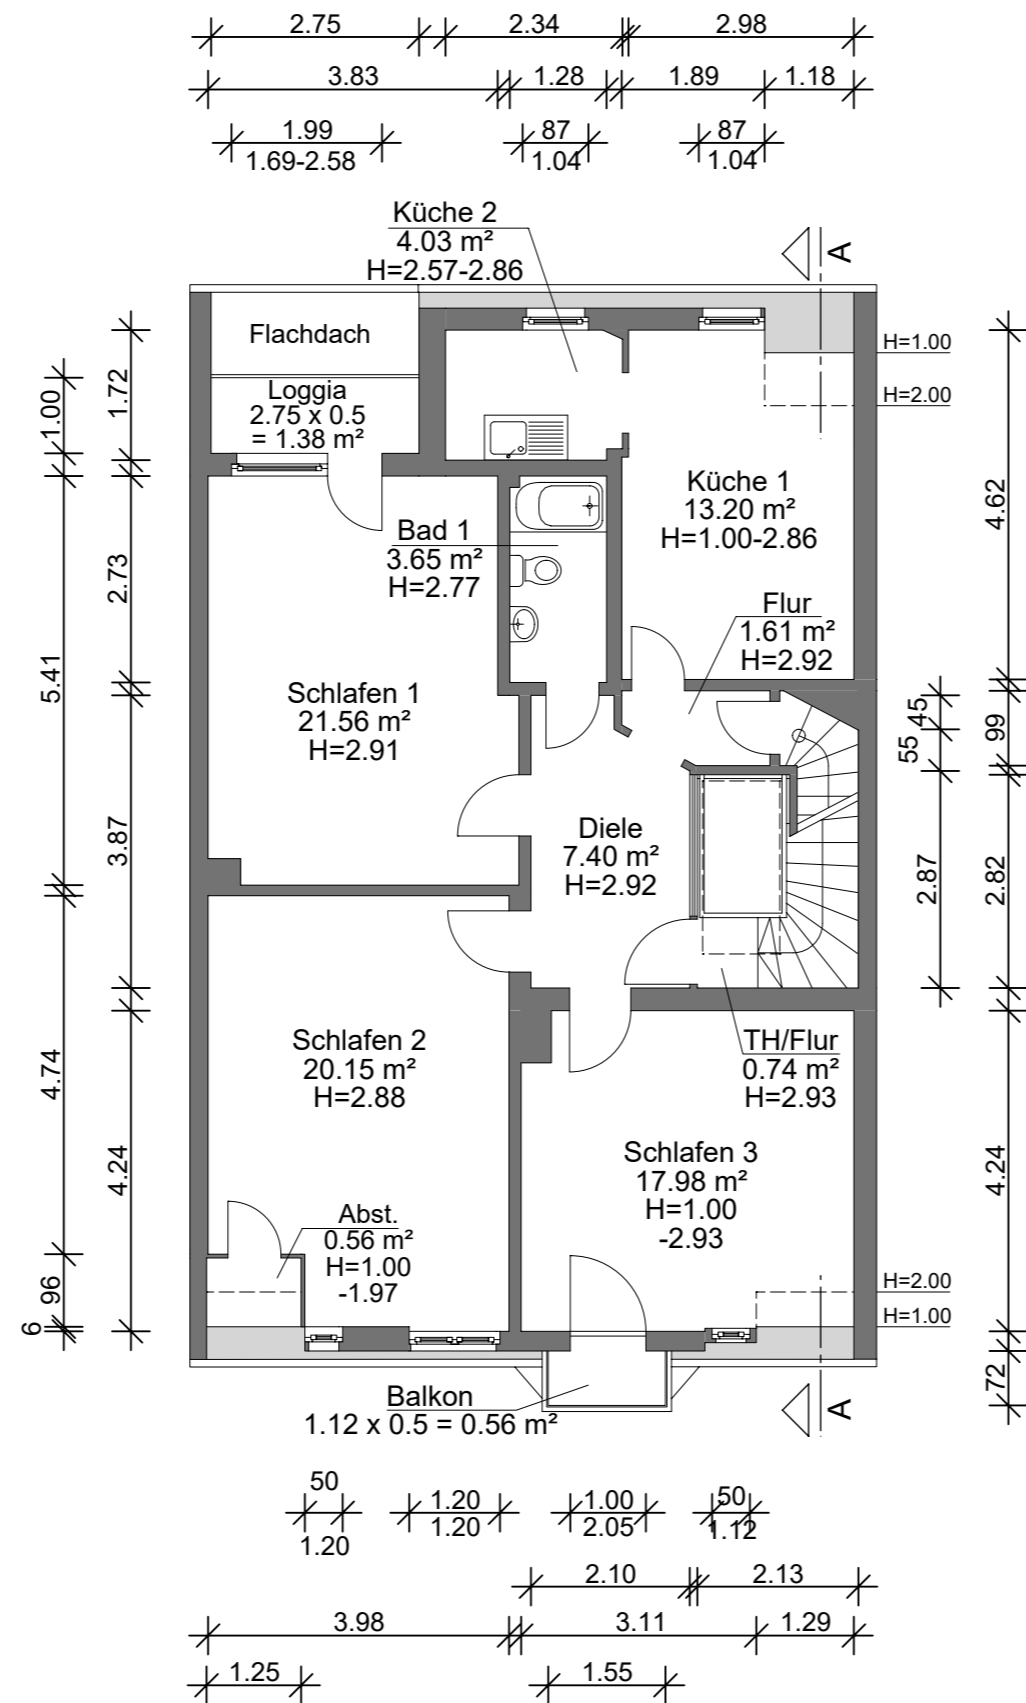 2.75 2.34 2.98
3.83 1.28 1.89 1.18
1.99 87 87
1.69-2.58 1.04 1.04
Küche 2
4.03 m²
H=2.57-2.86
A
Flachdach
Loggia
2.75 x 0.5
= 1.38 m²
H=1.00
H=2.00
1.00
1.72
4.62
Küche 1
13.20 m²
H=1.00-2.86
Bad 1
3.65 m²
H=2.77
2.73
Flur
1.61 m²
H=2.92
5.41
Schlafen 1
21.56 m²
H=2.91
45
55
99
3.87
Diele
7.40 m²
H=2.92
2.87
2.82
Schlafen 2
20.15 m²
H=2.88
TH/Flur
0.74 m²
H=2.93
4.74
4.24
4.24
Schlafen 3
17.98 m²
H=1.00
-2.93
Abst.
0.56 m²
H=1.00
-1.97
96
6
H=2.00
H=1.00
72
Balkon
1.12 x 0.5 = 0.56 m²
A
50 1.20 1.00 50
1.20 1.20 2.05 1.12
2.10 2.13
3.98 3.11 1.29
1.25 1.55